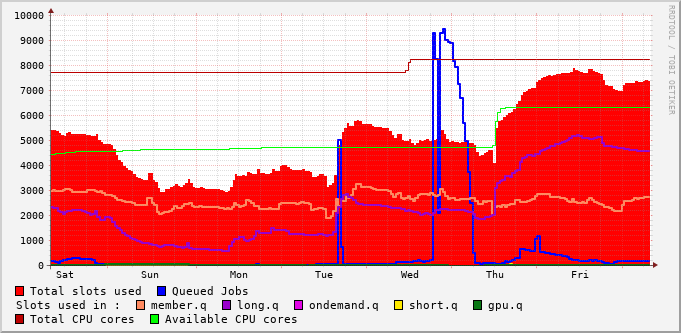 RRDTOOL / TOBI OETIKER
10000
9000
8000
7000
6000
5000
4000
3000
2000
1000
0
Sat Sun Mon Tue Wed Thu Fri
Total slots used Queued Jobs
Slots used in : member.q long.q ondemand.q short.q gpu.q
Total CPU cores Available CPU cores